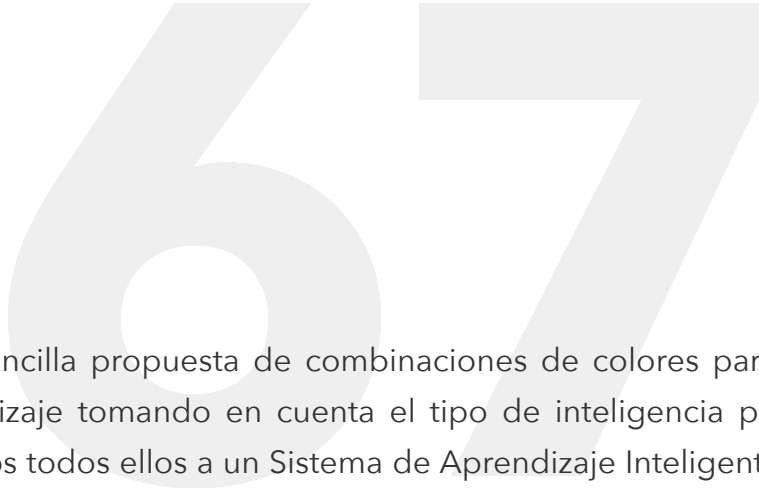 67
ncilla propuesta de combinaciones de colores par
izaje tomando en cuenta el tipo de inteligencia p
os todos ellos a un Sistema de Aprendizaje Inteligent